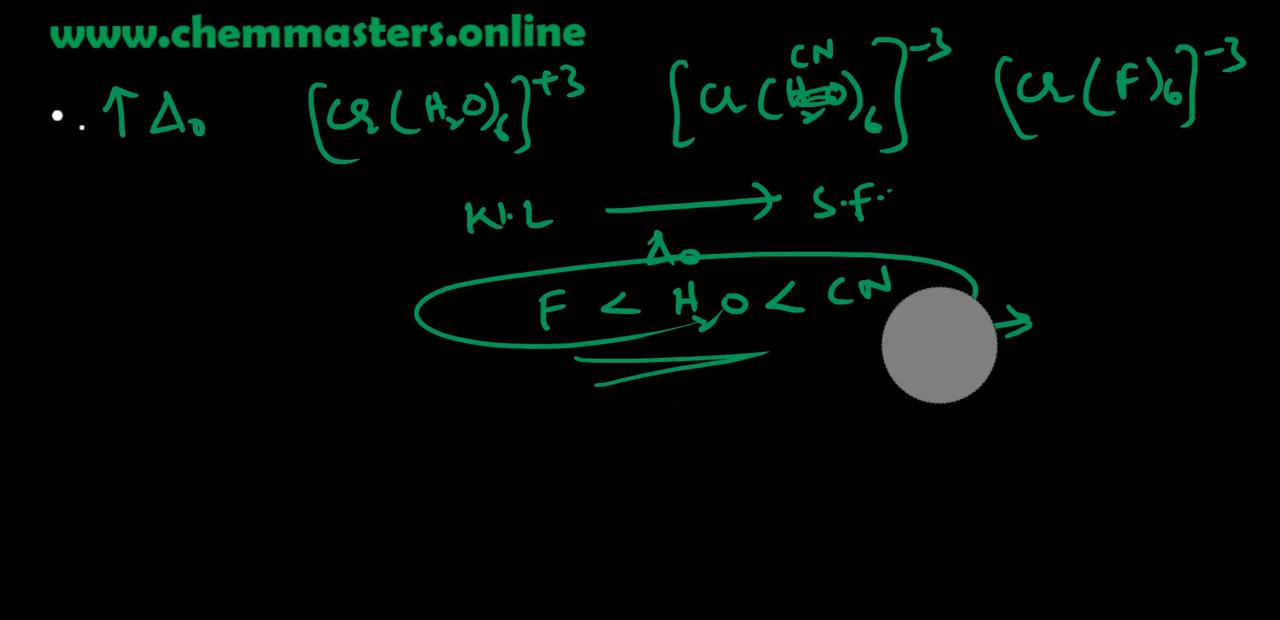 www.chemmasters.online
↑ Δ₀ [Cr(H₂O)₆]⁺³ [Cr(CN)₆]⁻³ [Cr(F)₆]⁻³
→ S.F.
Δ₀
F < H₂O < CN →